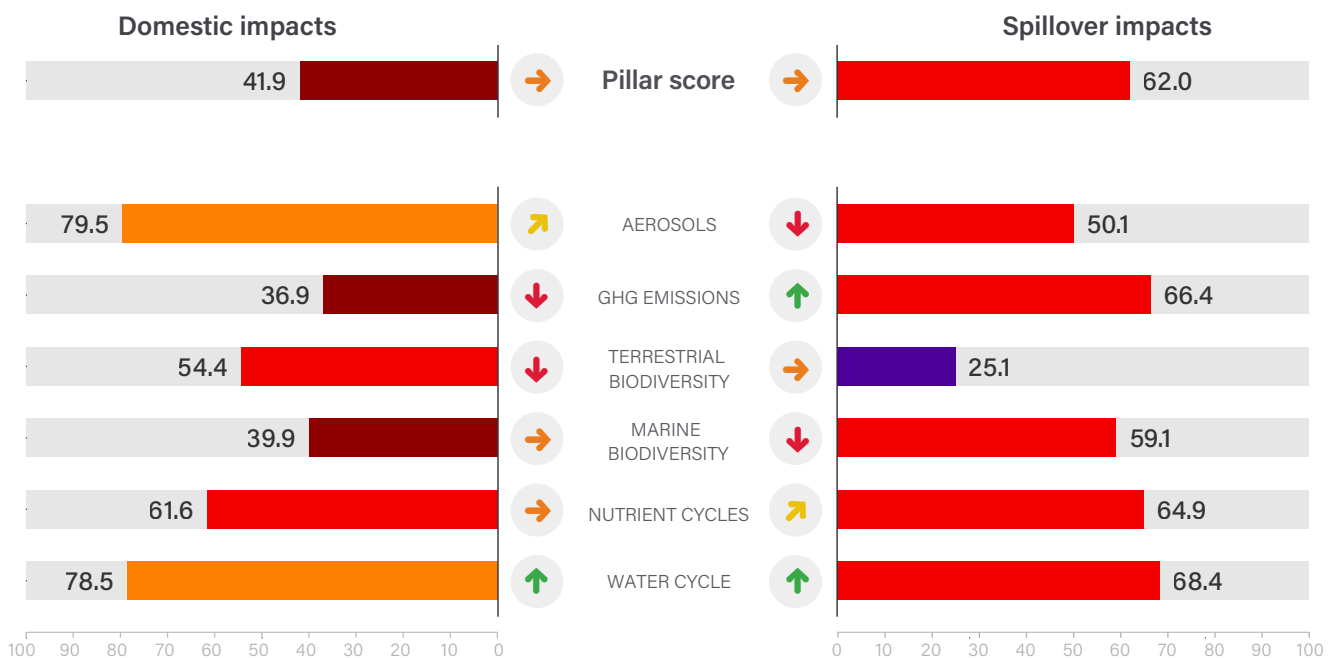 Domestic impacts
Spillover impacts
41.9
Pillar score
62.0
79.5
AEROSOLS
50.1
36.9
GHG EMISSIONS
66.4
54.4
TERRESTRIAL
BIODIVERSITY
25.1
39.9
MARINE
BIODIVERSITY
59.1
61.6
NUTRIENT CYCLES
64.9
78.5
WATER CYCLE
68.4
100 90 80 70 60 50 40 30 20 10 0
0 10 20 30 40 50 60 70 80 90 100